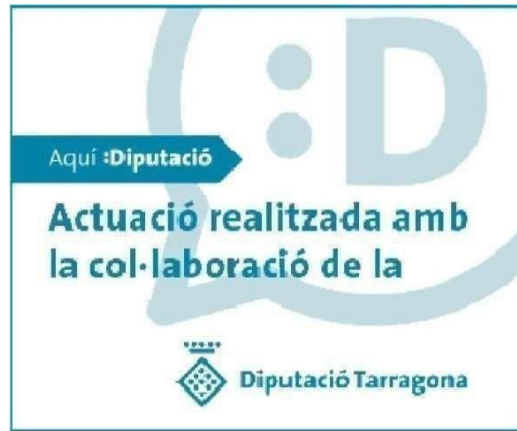 :D
Aquí :Diputació
Actuació realitzada amb
la col·laboració de la
Diputació Tarragona